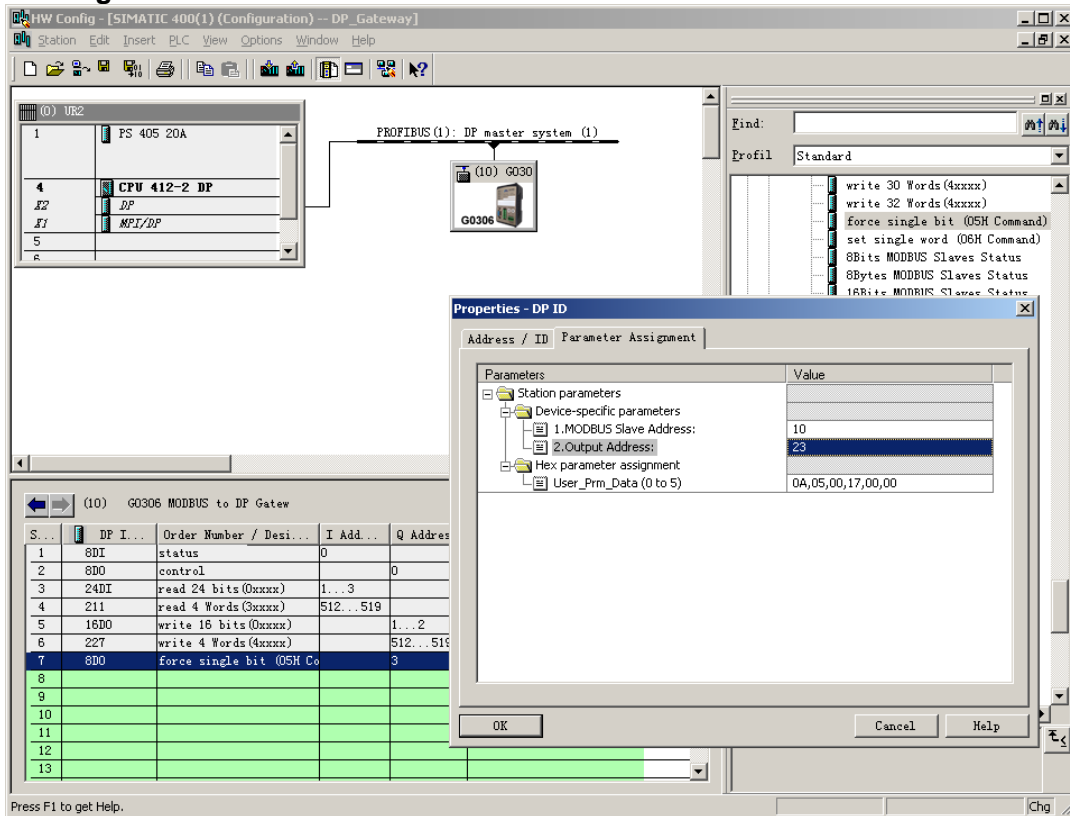 HW Config - [SIMATIC 400(1) (Configuration) -- DP_Gateway]
Station Edit Insert PLC View Options Window Help
(0) UR2
1 PS 405 20A
4 CPU 412-2 DP
X2 DP
X1 MPI/DP
5
6
PROFIBUS(1): DP master system (1)
(10) G030
G0306
Find:
Profil Standard
write 30 Words(4xxxx)
write 32 Words(4xxxx)
force single bit (05H Command)
set single word (06H Command)
8Bits MODBUS Slaves Status
8Bytes MODBUS Slaves Status
16Bits MODBUS Slaves Status
Properties - DP ID
Address / ID Parameter Assignment
Parameters Value
Station parameters
Device-specific parameters
1.MODBUS Slave Address: 10
2.Output Address: 23
Hex parameter assignment
User_Prm_Data (0 to 5) 0A,05,00,17,00,00
OK Cancel Help
(10) G0306 MODBUS to DP Gatew
S... DP I... Order Number / Desi... I Add... Q Addres
1 8DI status 0
2 8DO control 0
3 24DI read 24 bits(0xxxx) 1...3
4 211 read 4 Words(3xxxx) 512...519
5 16DO write 16 bits(0xxxx) 1...2
6 227 write 4 Words(4xxxx) 512...519
7 8DO force single bit (05H Co 3
8
9
10
11
12
13
Press F1 to get Help. Chg